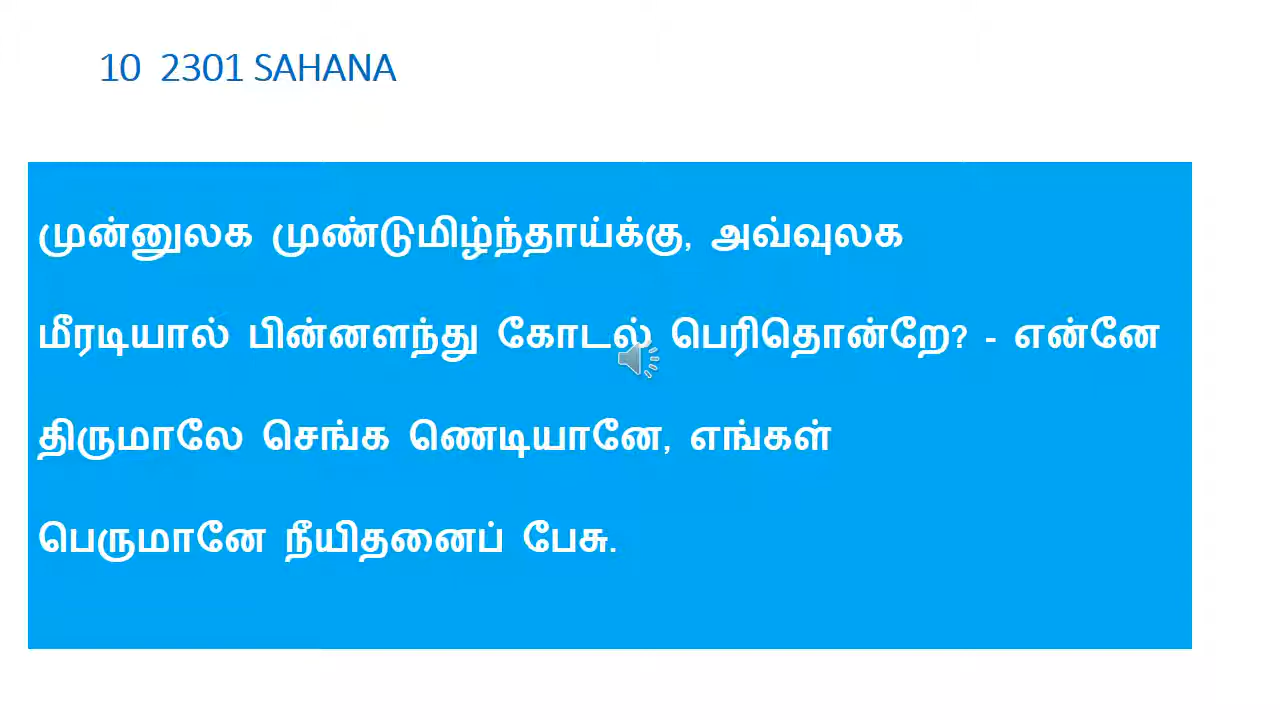 10 2301 SAHANA
முன்னுலக முண்டுமிழ்ந்தாய்க்கு, அவ்வுலக
மீரடியால் பின்னளந்து கோடல் பெரிதொன்றே? - என்னே
திருமாலே செங்க ணெடியானே, எங்கள்
பெருமானே நீயிதனைப் பேசு.